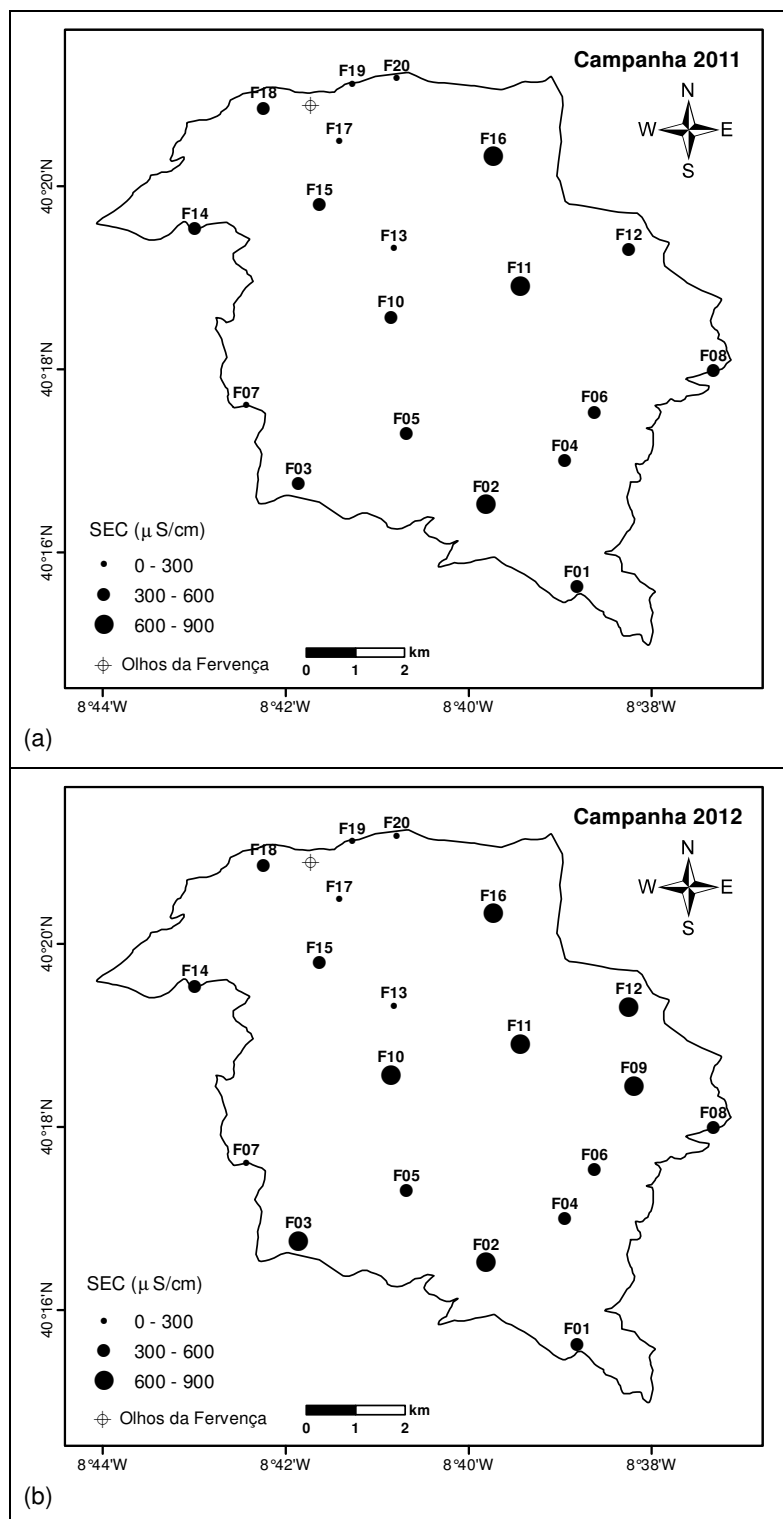 Campanha 2011
N
W E
S
F19 F20
F18
F17
F16
40°20'N
F15
F14
F13
F12
F11
F10
40°18'N
F08
F07
F06
F05
F04
F03
F02
SEC (µ S/cm)
0 - 300
40°16'N
300 - 600
F01
600 - 900
Olhos da Fervença
km
0 1 2
8°44'W 8°42'W 8°40'W 8°38'W
(a)
Campanha 2012
N
W E
S
F19 F20
F18
F17
F16
40°20'N
F15
F14
F13
F12
F11
F10
F09
40°18'N
F08
F07
F06
F05
F04
F03
F02
SEC (µ S/cm)
40°16'N
0 - 300
300 - 600
F01
600 - 900
Olhos da Fervença
km
0 1 2
8°44'W 8°42'W 8°40'W 8°38'W
(b)